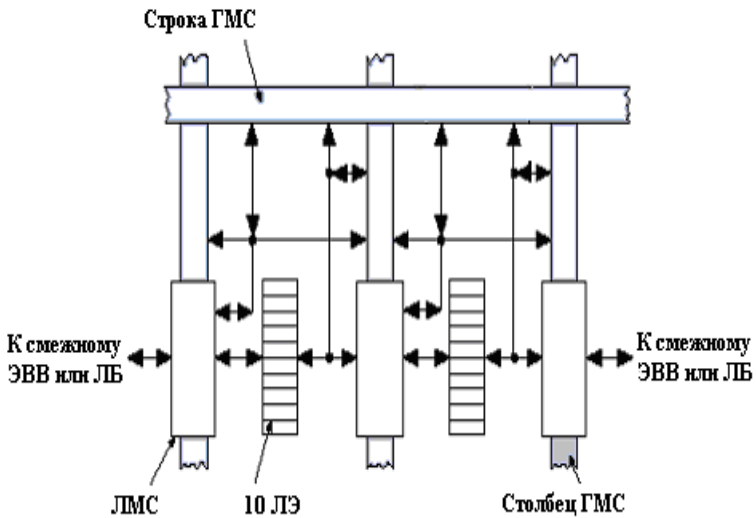 Строка ГМС
К смежному
ЭВВ или ЛБ
К смежному
ЭВВ или ЛБ
ЛМС
10 ЛЭ
Столбец ГМС